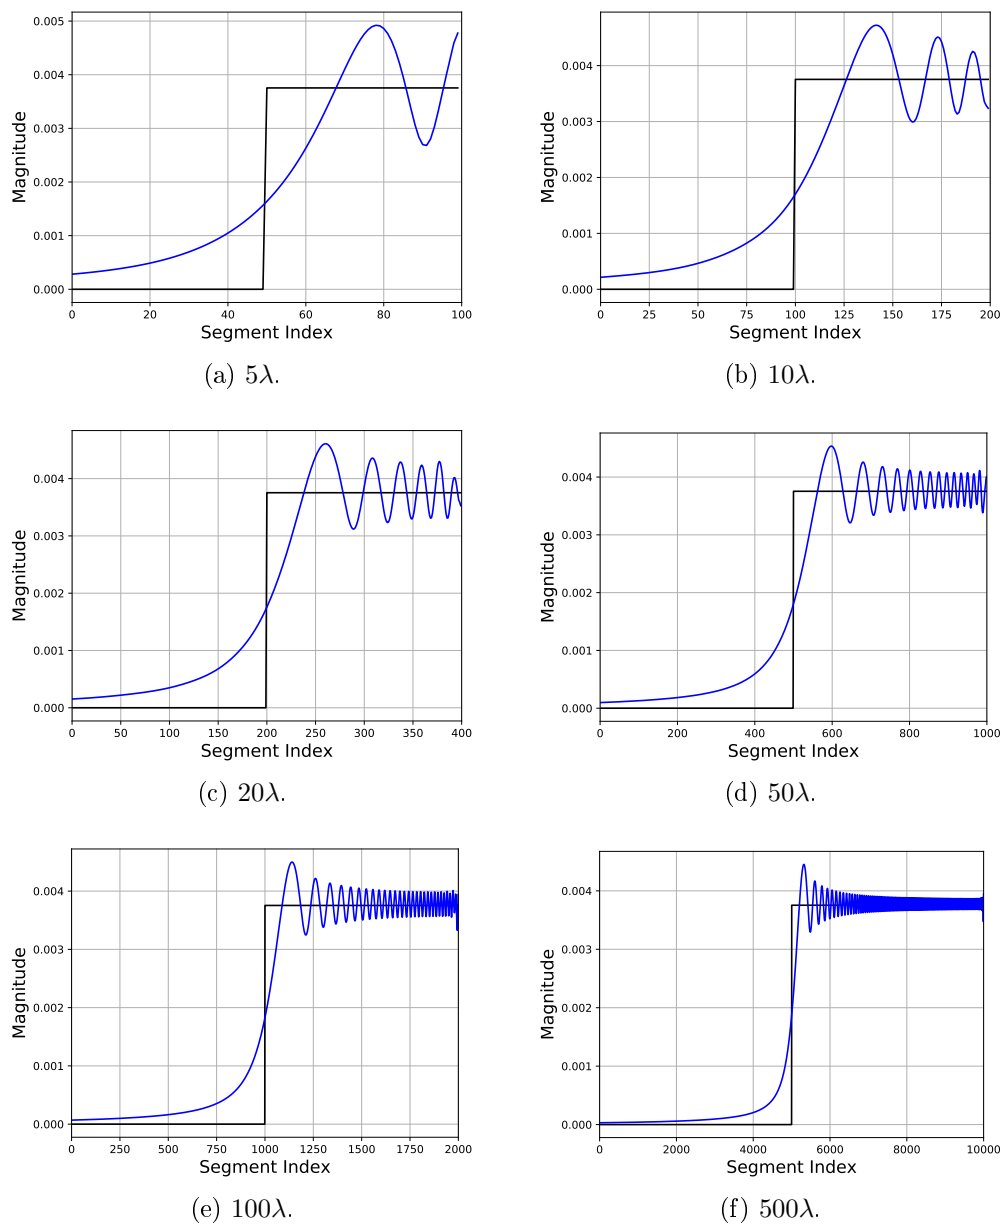 0.005
0.004
0.003
0.002
0.001
0.000
Magnitude
0 20 40 60 80 100
Segment Index
(a) 5λ.
0.004
0.003
0.002
0.001
0.000
Magnitude
0 25 50 75 100 125 150 175 200
Segment Index
(b) 10λ.
0.004
0.003
0.002
0.001
0.000
Magnitude
0 50 100 150 200 250 300 350 400
Segment Index
(c) 20λ.
0.004
0.003
0.002
0.001
0.000
Magnitude
0 200 400 600 800 1000
Segment Index
(d) 50λ.
0.004
0.003
0.002
0.001
0.000
Magnitude
0 250 500 750 1000 1250 1500 1750 2000
Segment Index
(e) 100λ.
0.004
0.003
0.002
0.001
0.000
Magnitude
0 2000 4000 6000 8000 10000
Segment Index
(f) 500λ.